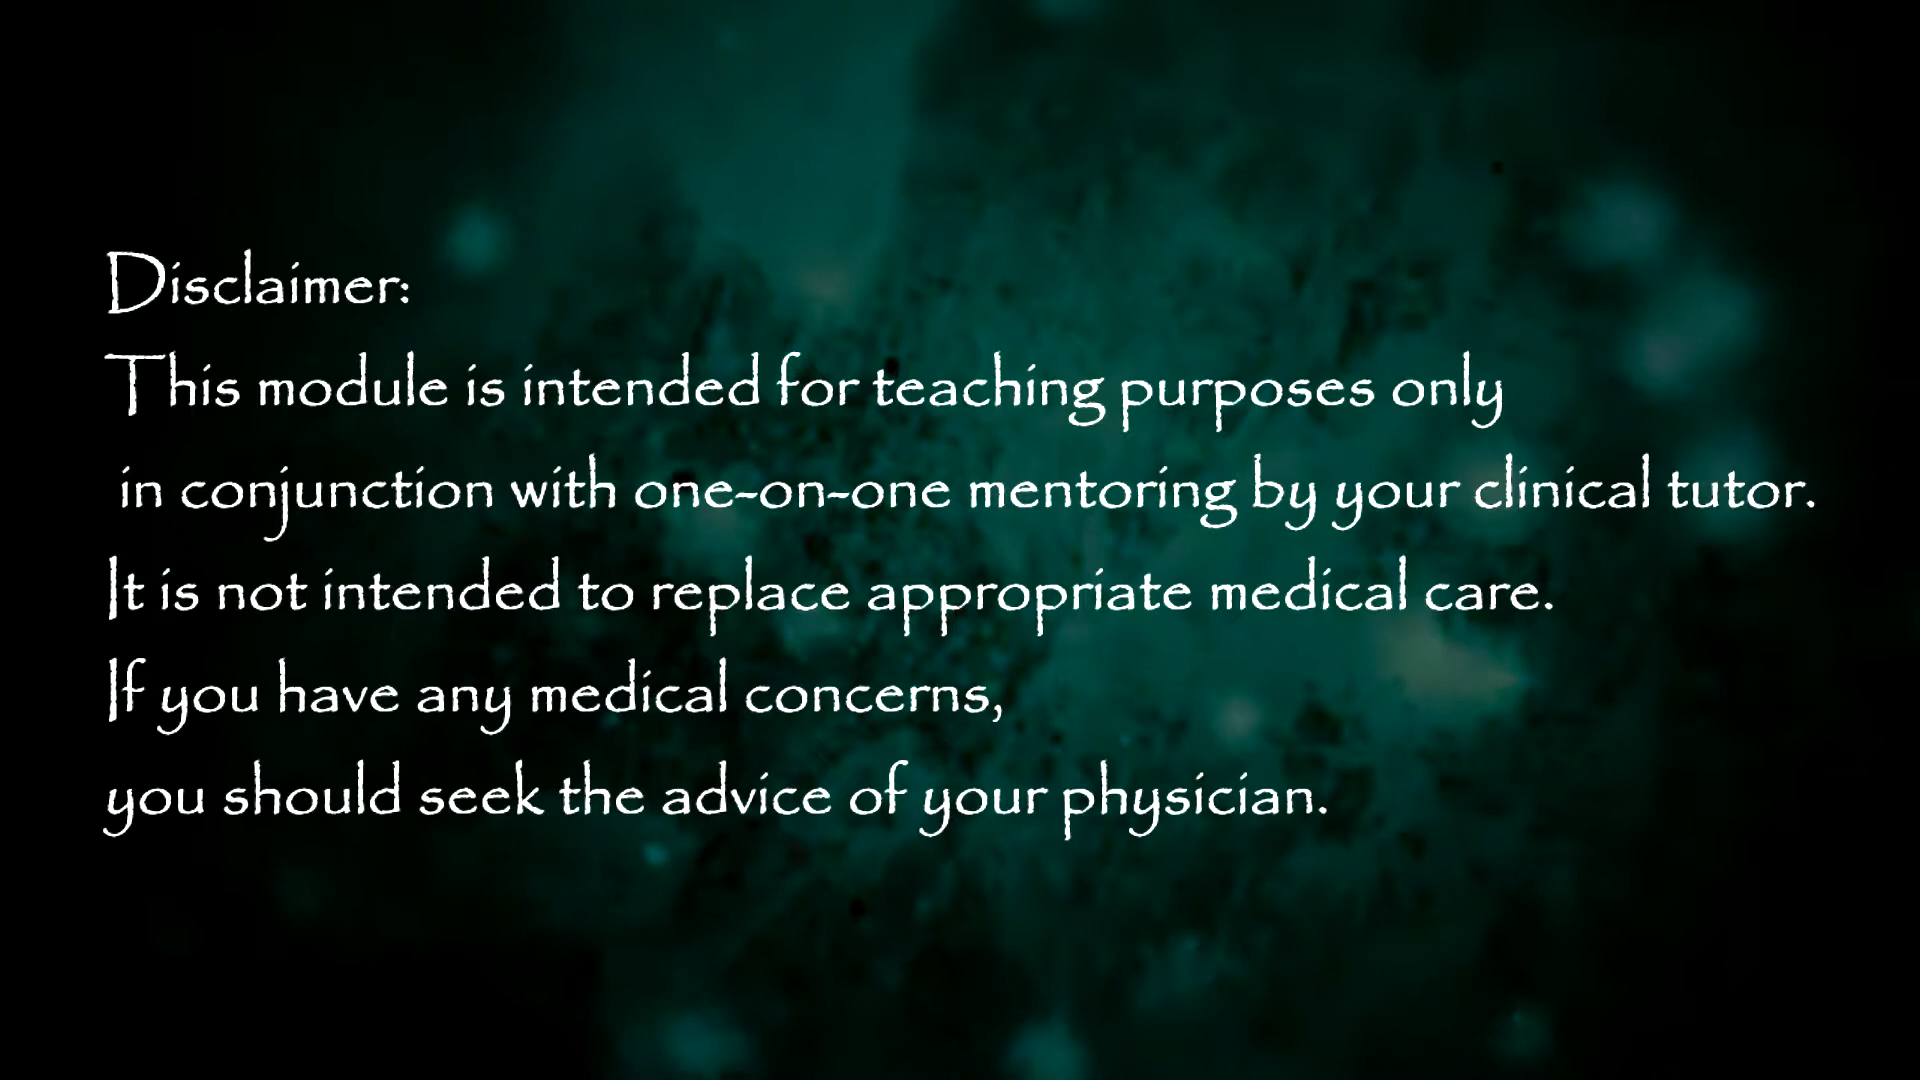 Disclaimer:
This module is intended for teaching purposes only
in conjunction with one-on-one mentoring by your clinical tutor.
It is not intended to replace appropriate medical care.
If you have any medical concerns,
you should seek the advice of your physician.